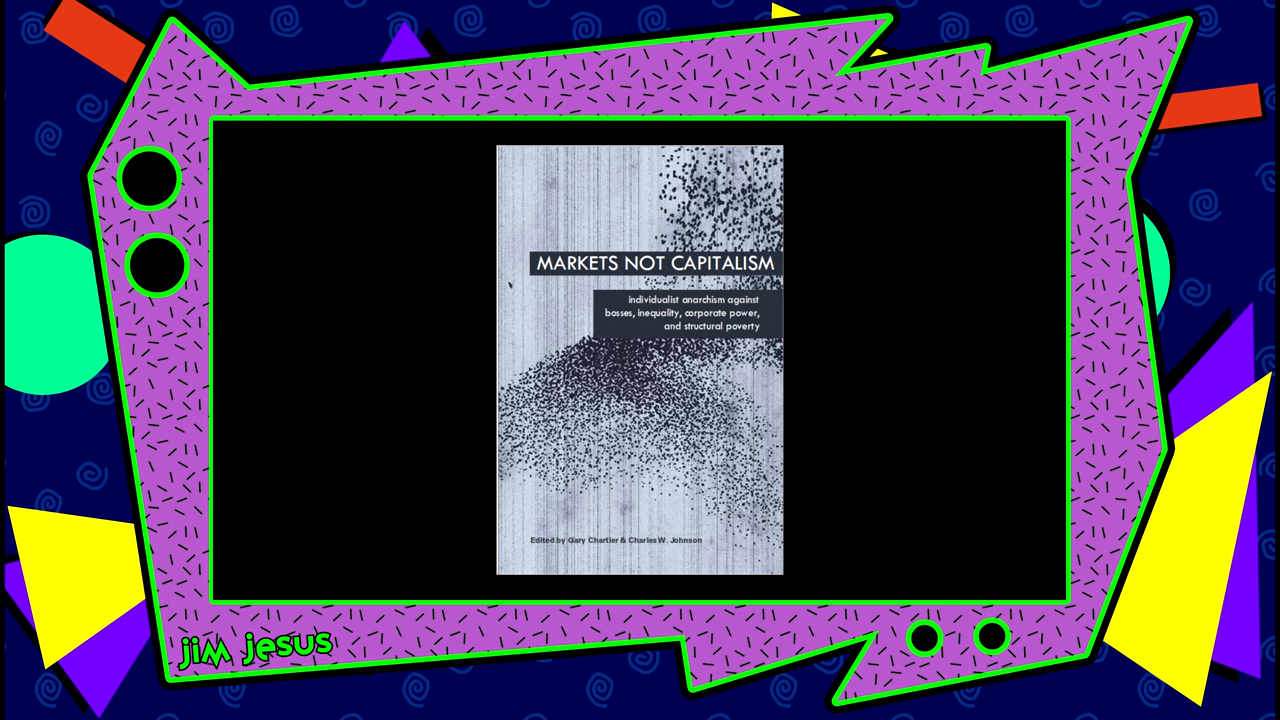 MARKETS NOT CAPITALISM
individualist anarchism against
bosses, inequality, corporate power,
and structural poverty
Edited by Gary Chartier & Charles W. Johnson
jim jesus